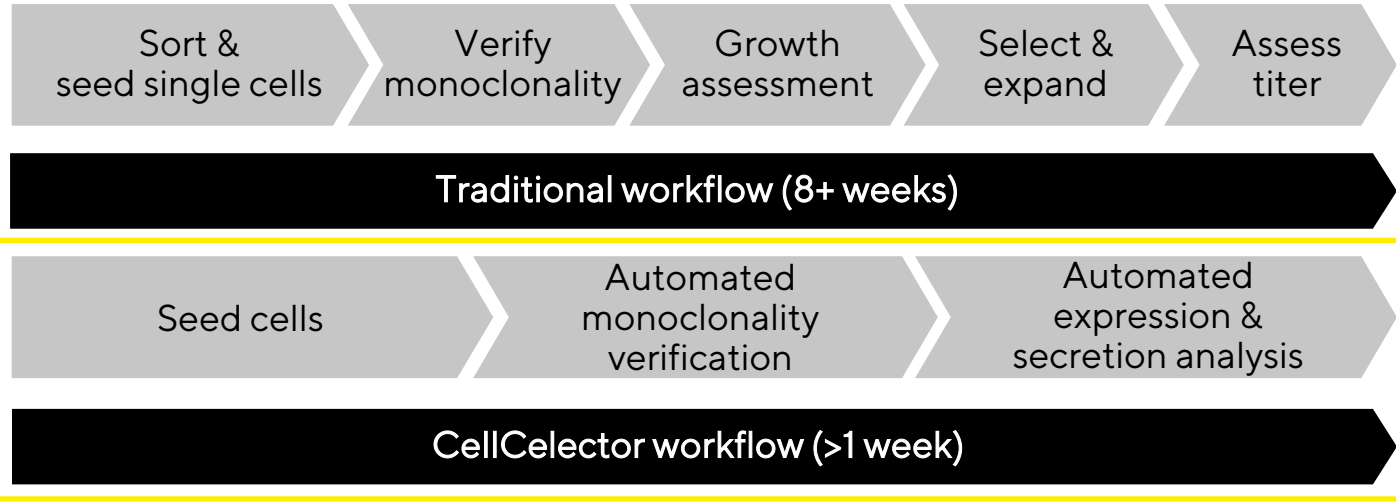 Sort &
seed single cells
Verify
monoclonality
Growth
assessment
Select &
expand
Assess
titer
Traditional workflow (8+ weeks)
Seed cells
Automated
monoclonality
verification
Automated
expression &
secretion analysis
CellCelector workflow (>1 week)